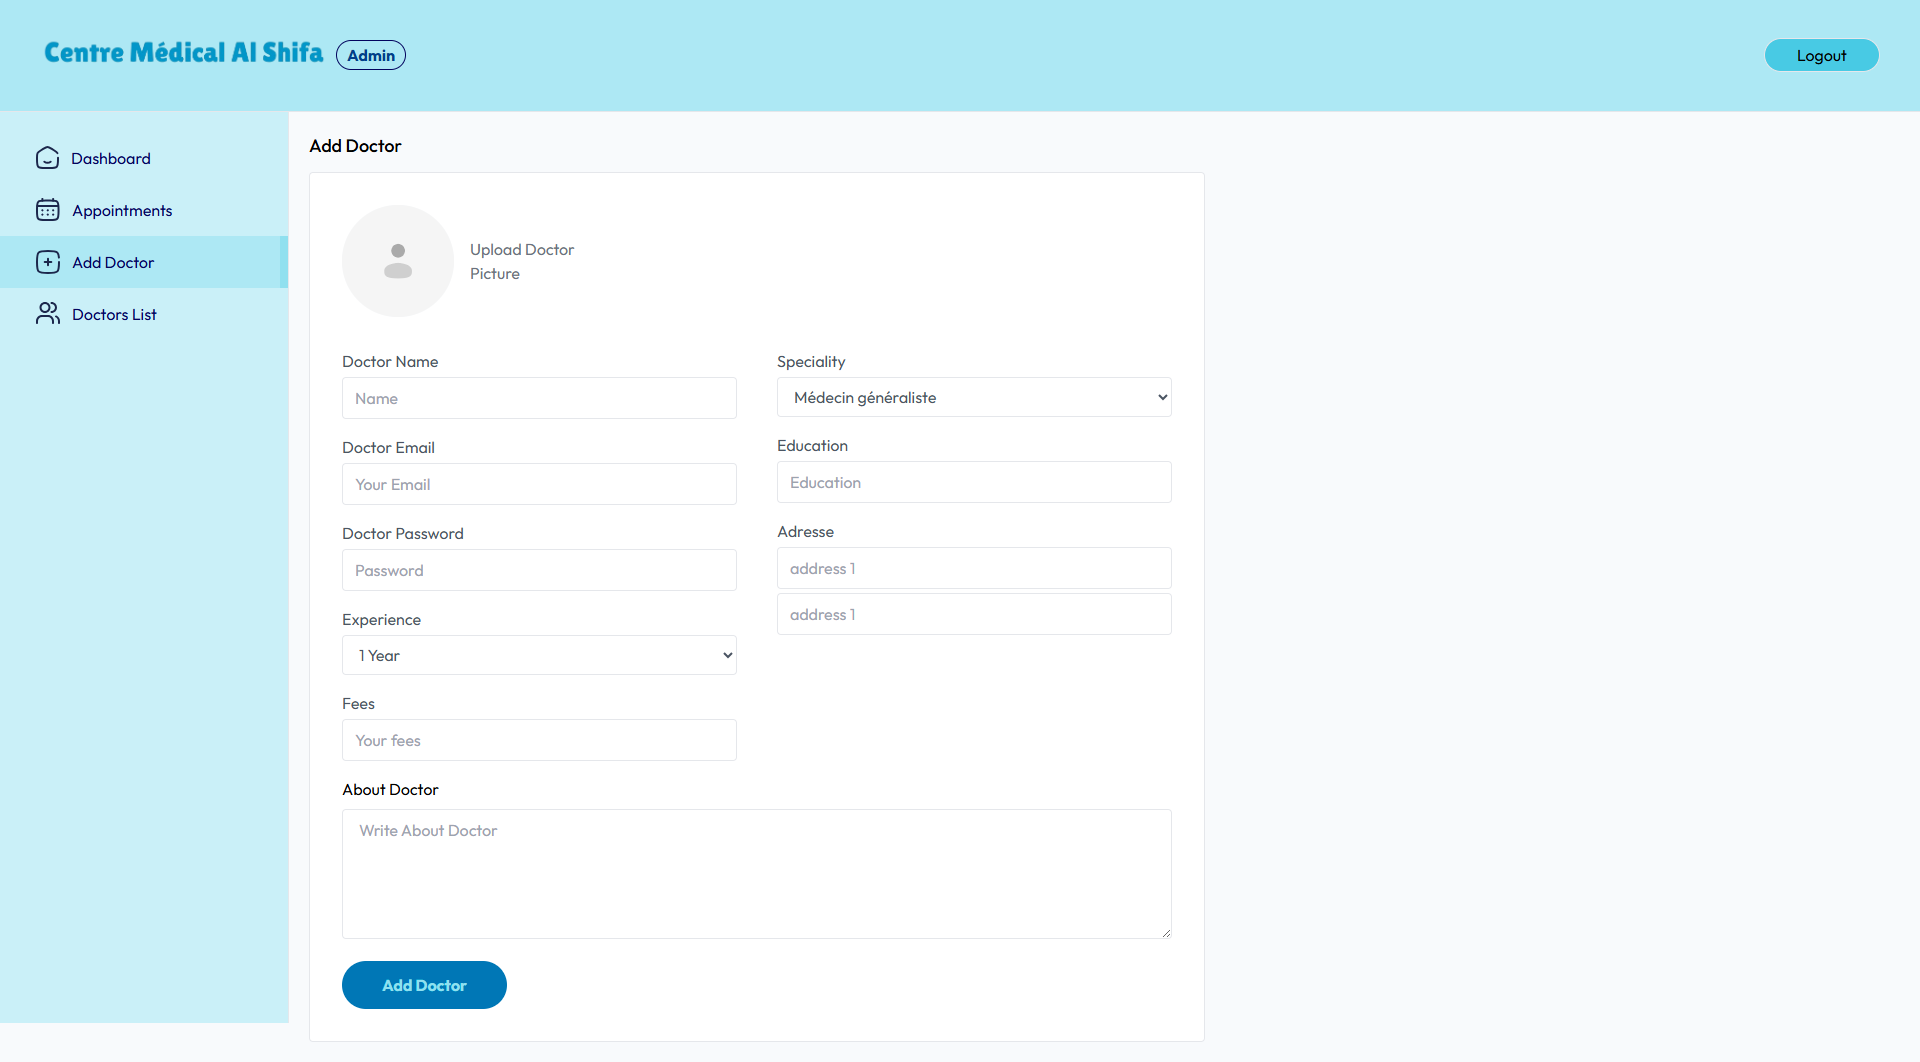 Centre Médical Al Shifa
Admin
Logout
Dashboard
Appointments
Add Doctor
Doctors List
Add Doctor
Upload Doctor
Picture
Doctor Name
Name
Doctor Email
Your Email
Doctor Password
Password
Experience
1 Year
Fees
Your fees
Speciality
Médecin généraliste
Education
Education
Adresse
address 1
address 1
About Doctor
Write About Doctor
Add Doctor